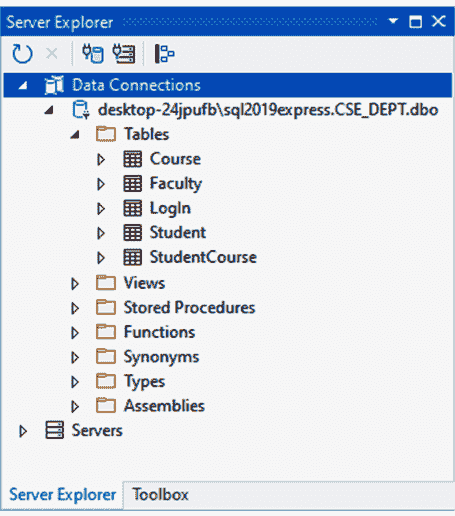 Server Explorer
Data Connections
desktop-24jpufb\sql2019express.CSE_DEPT.dbo
Tables
Course
Faculty
LogIn
Student
StudentCourse
Views
Stored Procedures
Functions
Synonyms
Types
Assemblies
Servers
Server Explorer Toolbox